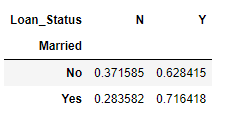 Loan_Status N Y
Married
No 0.371585 0.628415
Yes 0.283582 0.716418